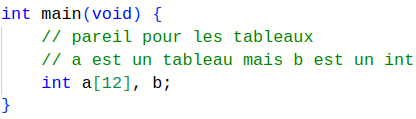 int main(void) {
    // pareil pour les tableaux
    // a est un tableau mais b est un int
    int a[12], b;
}